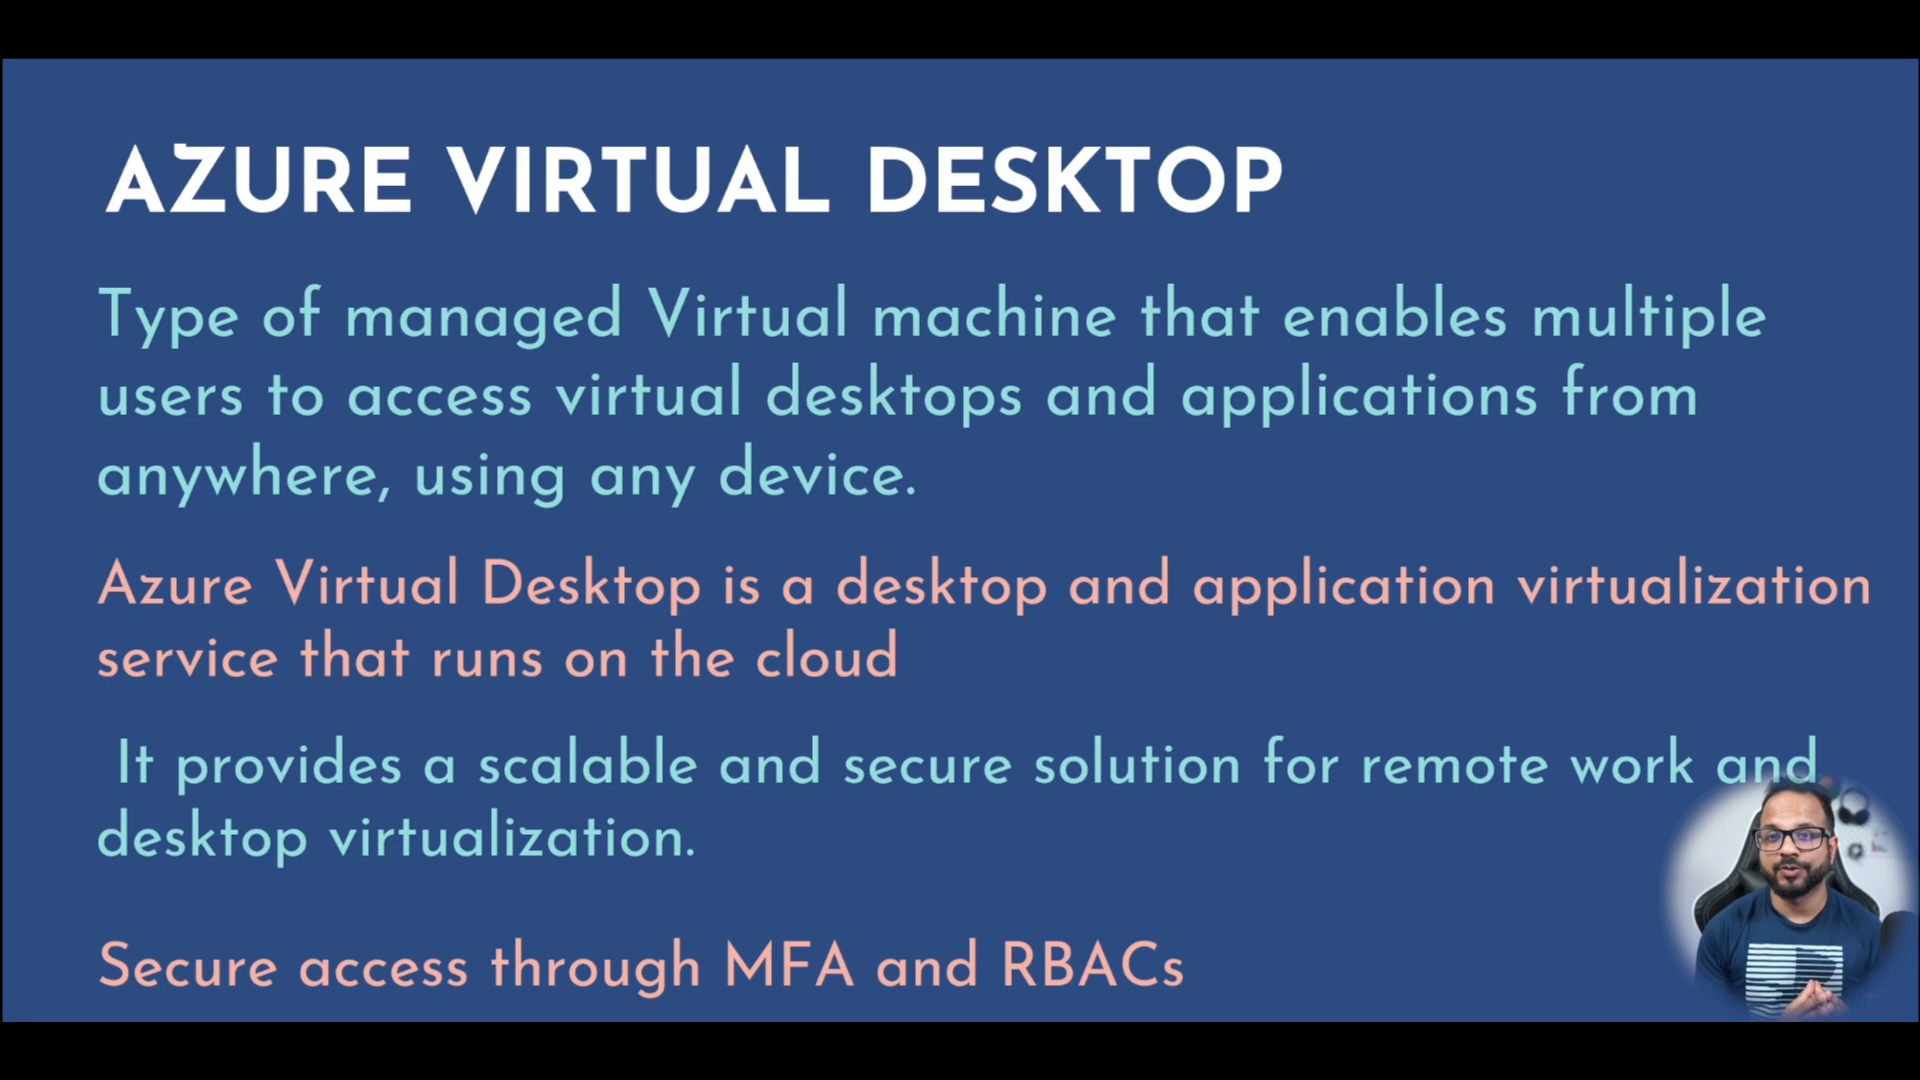 AZURE VIRTUAL DESKTOP
Type of managed Virtual machine that enables multiple
users to access virtual desktops and applications from
anywhere, using any device.
Azure Virtual Desktop is a desktop and application virtualization
service that runs on the cloud
It provides a scalable and secure solution for remote work and
desktop virtualization.
Secure access through MFA and RBACs